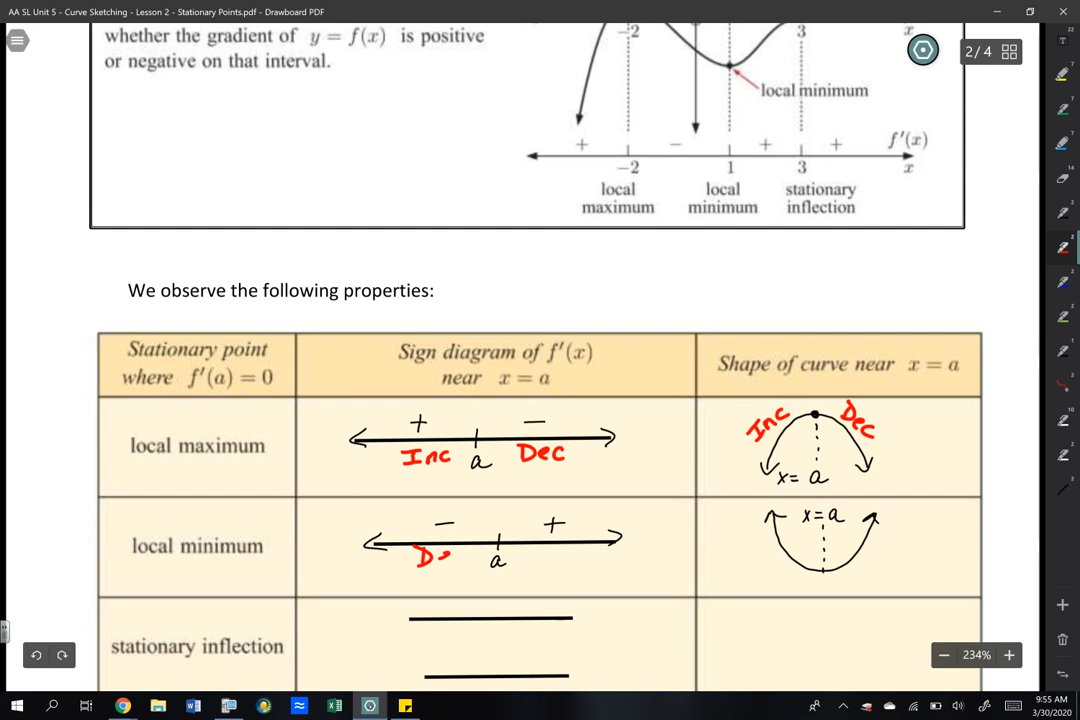 AA SL Unit 5 - Curve Sketching - Lesson 2 - Stationary Points.pdf - Drawboard PDF
whether the gradient of y = f(x) is positive
or negative on that interval.
−2
3
x
2 / 4
local minimum
+ − + + f'(x)
−2 1 3 x
local local stationary
maximum minimum inflection
We observe the following properties:
Stationary point
where f'(a) = 0
Sign diagram of f'(x)
near x = a
Shape of curve near x = a
local maximum
+ −
Inc a Dec
Inc Dec
x = a
local minimum
− +
D a
x = a
stationary inflection
234%
9:55 AM
3/30/2020